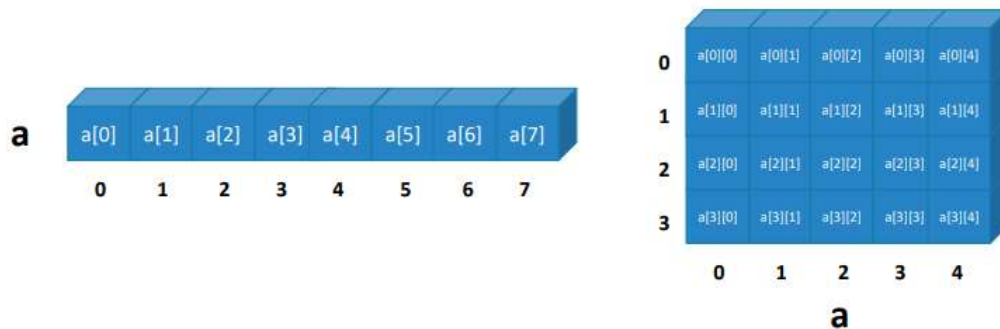 a
a[0] a[1] a[2] a[3] a[4] a[5] a[6] a[7]
0 1 2 3 4 5 6 7
0 a[0][0] a[0][1] a[0][2] a[0][3] a[0][4]
1 a[1][0] a[1][1] a[1][2] a[1][3] a[1][4]
2 a[2][0] a[2][1] a[2][2] a[2][3] a[2][4]
3 a[3][0] a[3][1] a[3][2] a[3][3] a[3][4]
0 1 2 3 4
a